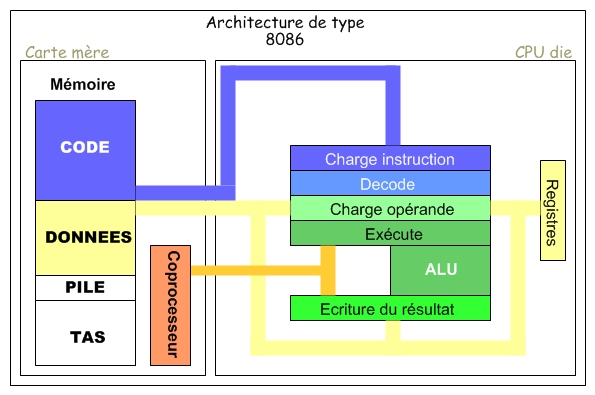 Architecture de type
8086
Carte mère
CPU die
Mémoire
CODE
DONNEES
PILE
TAS
Coprocesseur
Charge instruction
Decode
Charge opérande
Exécute
ALU
Ecriture du résultat
Registres